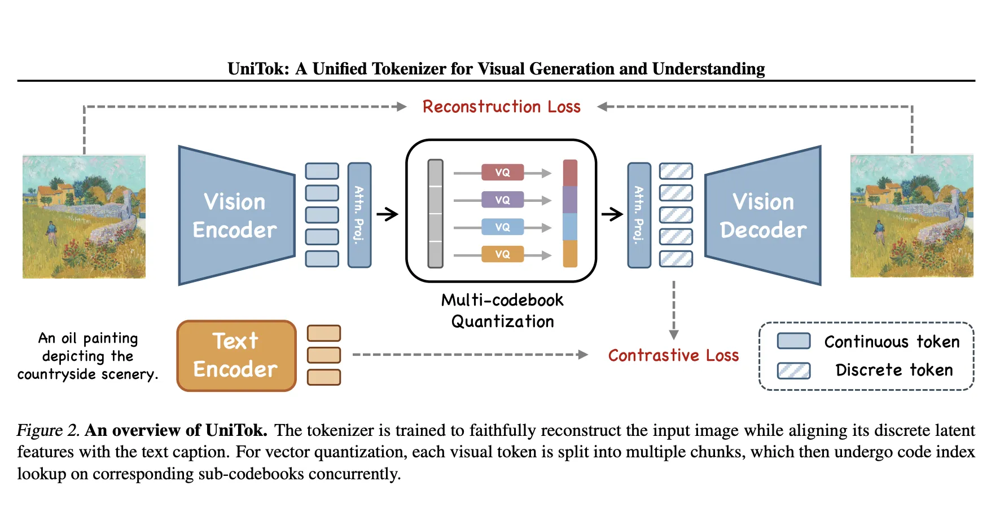 UniTok: A Unified Tokenizer for Visual Generation and Understanding
Reconstruction Loss
Vision
Encoder
Attn. Proj.
VQ
VQ
VQ
VQ
Attn. Proj.
Vision
Decoder
Multi-codebook
Quantization
An oil painting
depicting the
countryside scenery.
Text
Encoder
Contrastive Loss
Continuous token
Discrete token
Figure 2. An overview of UniTok. The tokenizer is trained to faithfully reconstruct the input image while aligning its discrete latent
features with the text caption. For vector quantization, each visual token is split into multiple chunks, which then undergo code index
lookup on corresponding sub-codebooks concurrently.